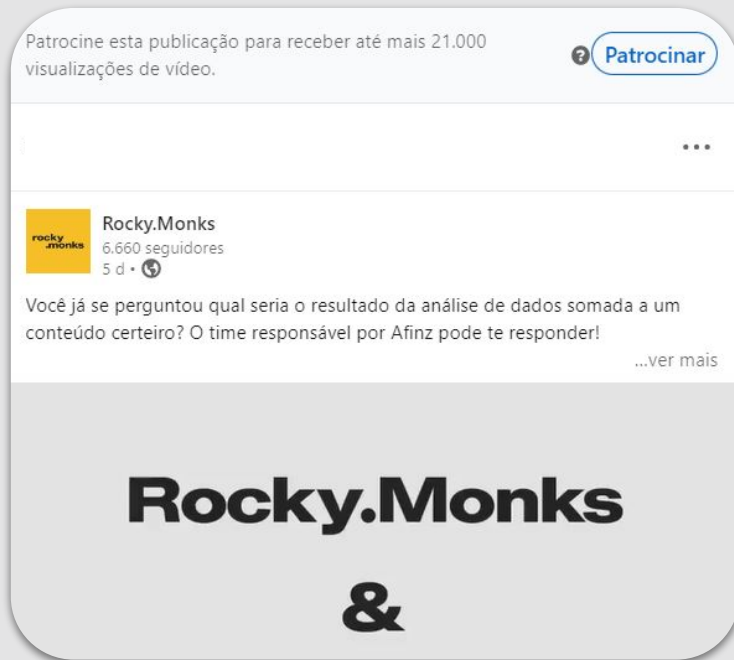 Patrocine esta publicação para receber até mais 21.000
visualizações de vídeo.
? Patrocinar
Rocky.Monks
rocky
.monks
6.660 seguidores
5 d •
Você já se perguntou qual seria o resultado da análise de dados somada a um
conteúdo certeiro? O time responsável por Afinz pode te responder!
...ver mais
Rocky.Monks
&